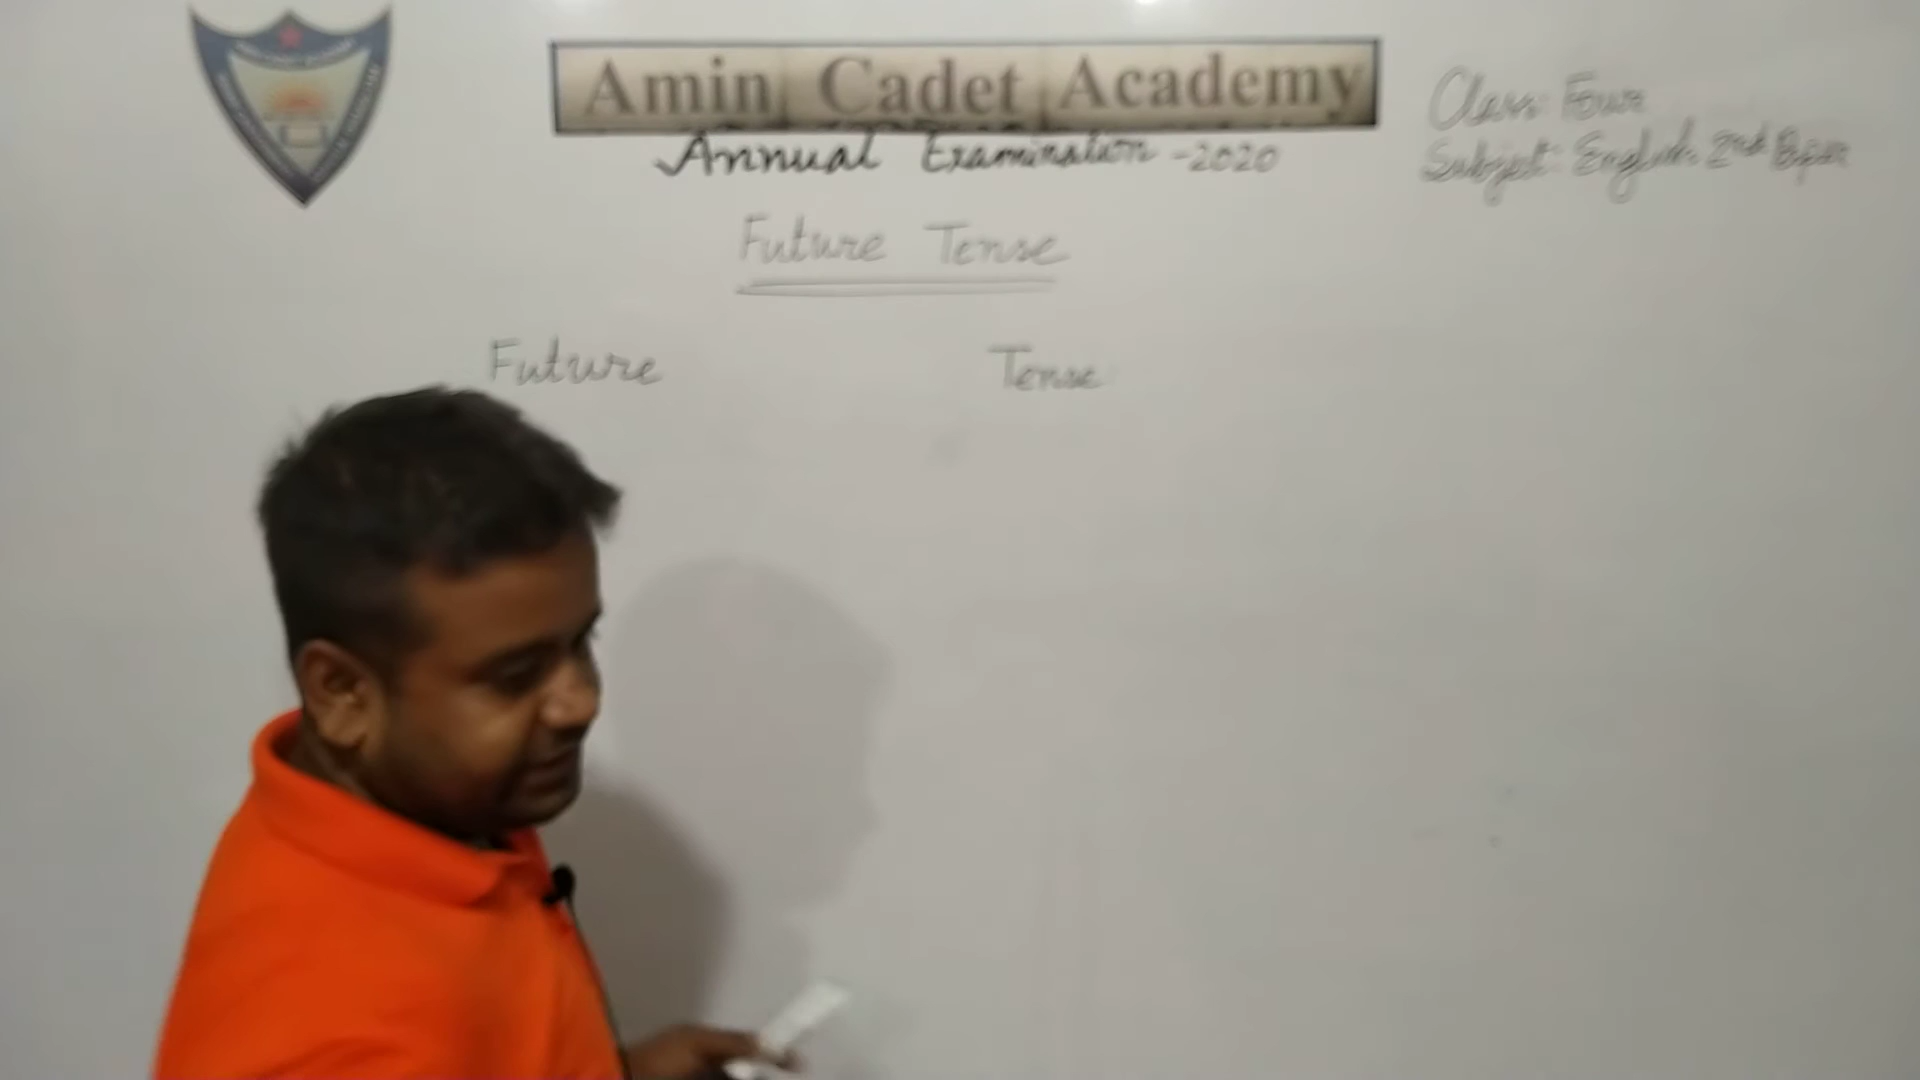 Amin Cadet Academy
Annual Examination -2020
Class: Four
Subject: English 2nd Paper
Future Tense
Future Tense